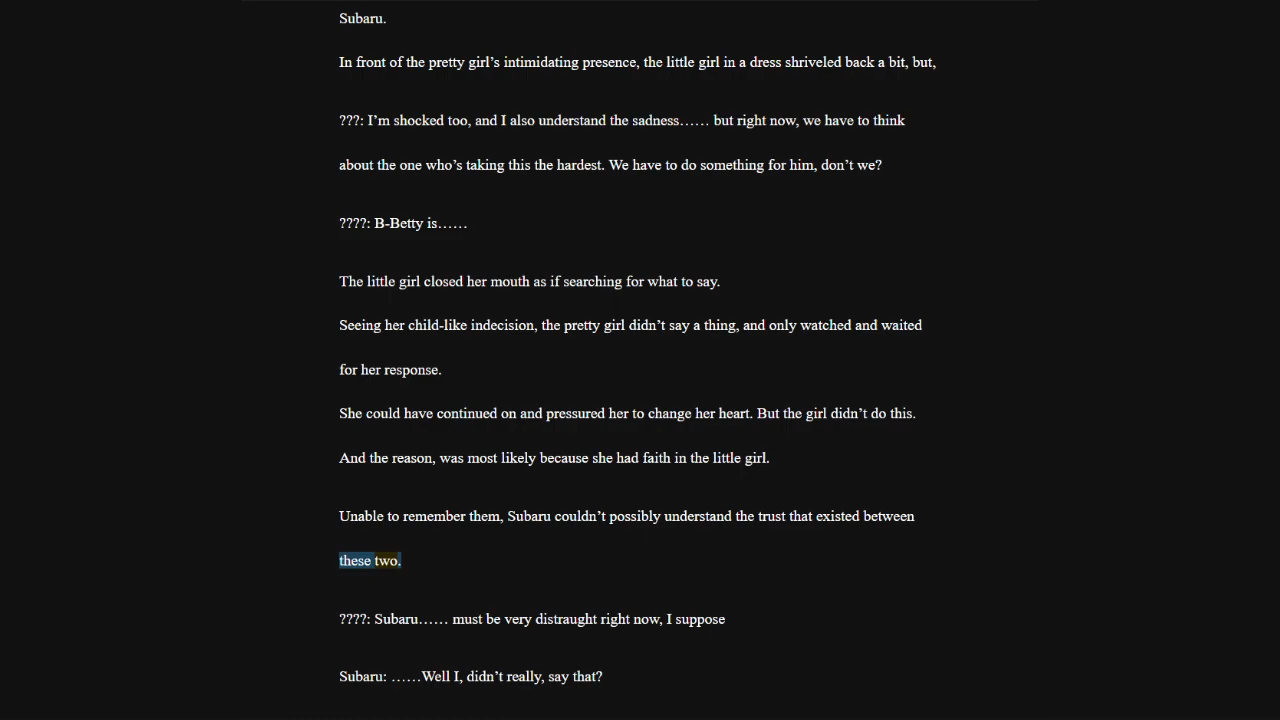 Subaru.
In front of the pretty girl’s intimidating presence, the little girl in a dress shriveled back a bit, but,
???: I’m shocked too, and I also understand the sadness…… but right now, we have to think
about the one who’s taking this the hardest. We have to do something for him, don’t we?
????: B-Betty is……
The little girl closed her mouth as if searching for what to say.
Seeing her child-like indecision, the pretty girl didn’t say a thing, and only watched and waited
for her response.
She could have continued on and pressured her to change her heart. But the girl didn’t do this.
And the reason, was most likely because she had faith in the little girl.
Unable to remember them, Subaru couldn’t possibly understand the trust that existed between
these two.
????: Subaru…… must be very distraught right now, I suppose
Subaru: ……Well I, didn’t really, say that?